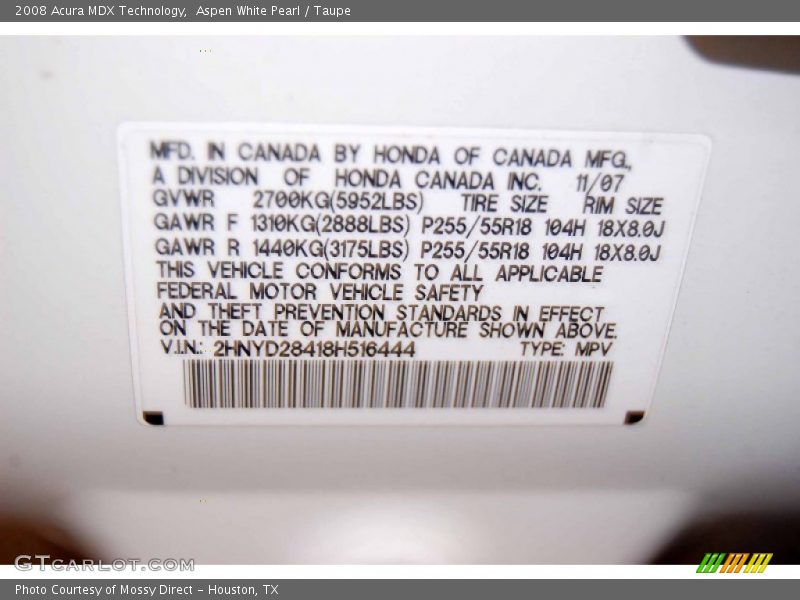 2008 Acura MDX Technology, Aspen White Pearl / Taupe
MFD. IN CANADA BY HONDA OF CANADA MFG.,
A DIVISION OF HONDA CANADA INC. 11/07
GVWR 2700KG(5952LBS) TIRE SIZE RIM SIZE
GAWR F 1310KG(2888LBS) P255/55R18 104H 18X8.0J
GAWR R 1440KG(3175LBS) P255/55R18 104H 18X8.0J
THIS VEHICLE CONFORMS TO ALL APPLICABLE
FEDERAL MOTOR VEHICLE SAFETY
AND THEFT PREVENTION STANDARDS IN EFFECT
ON THE DATE OF MANUFACTURE SHOWN ABOVE.
V.I.N.: 2HNYD28418H516444 TYPE: MPV
GTCARLOT.COM
Photo Courtesy of Mossy Direct - Houston, TX